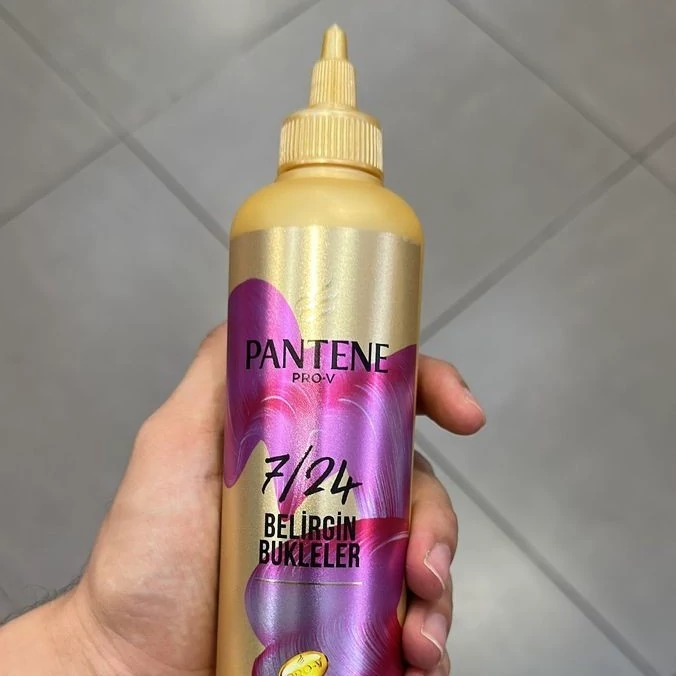 PANTENE
PRO-V
7/24
BELİRGİN
BUKLELER